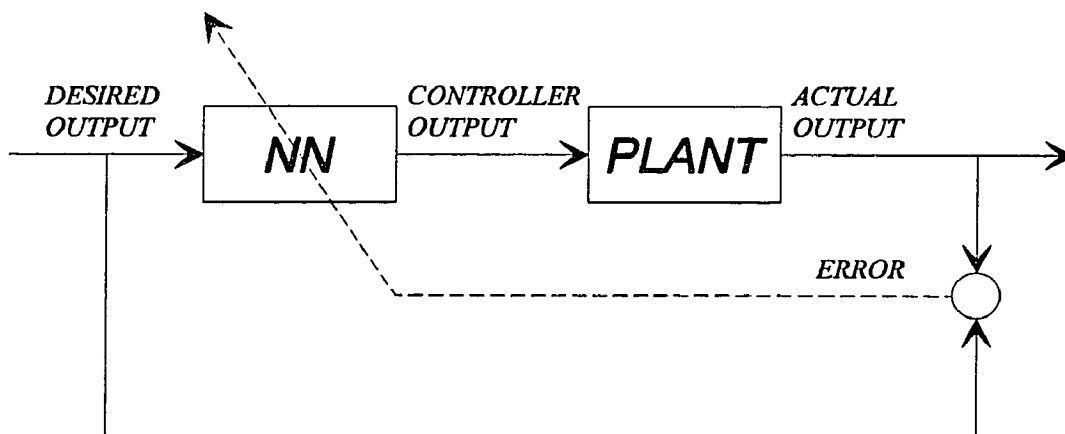 DESIRED
OUTPUT
NN
CONTROLLER
OUTPUT
PLANT
ACTUAL
OUTPUT
ERROR